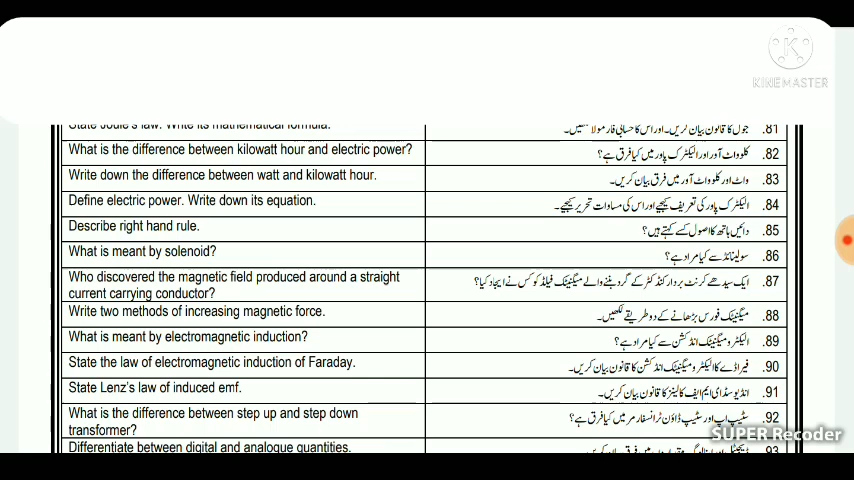 KINEMASTER
State Joule's law. Write its mathematical formula. جول کا قانون بیان کریں۔ اور اس کا حسابی فارمولا لکھیں۔ .81
What is the difference between kilowatt hour and electric power? کلوواٹ آور اور الیکٹرک پاور میں کیا فرق ہے؟ .82
Write down the difference between watt and kilowatt hour. واٹ اور کلوواٹ آور میں فرق بیان کریں۔ .83
Define electric power. Write down its equation. الیکٹرک پاور کی تعریف کیجیے اور اس کی مساوات تحریر کیجیے۔ .84
Describe right hand rule. دائیں ہاتھ کا اصول کسے کہتے ہیں؟ .85
What is meant by solenoid? سولینائڈ سے کیا مراد ہے؟ .86
Who discovered the magnetic field produced around a straight ایک سیدھے کرنٹ بردار کنڈکٹر کے گرد بننے والے میگنیٹک فیلڈ کو کس نے ایجاد کیا؟ .87
current carrying conductor?
Write two methods of increasing magnetic force. میگنیٹک فورس بڑھانے کے دو طریقے لکھیں۔ .88
What is meant by electromagnetic induction? الیکٹرومیگنیٹک انڈکشن سے کیا مراد ہے؟ .89
State the law of electromagnetic induction of Faraday. فیراڈے کا الیکٹرومیگنیٹک انڈکشن کا قانون بیان کریں۔ .90
State Lenz's law of induced emf. انڈیوسڈ ای ایم ایف کا لینز کا قانون بیان کریں۔ .91
What is the difference between step up and step down سٹیپ اپ اور سٹیپ ڈاؤن ٹرانسفارمر میں کیا فرق ہے؟ .92
transformer?
SUPER Recoder
Differentiate between digital and analogue quantities. .93